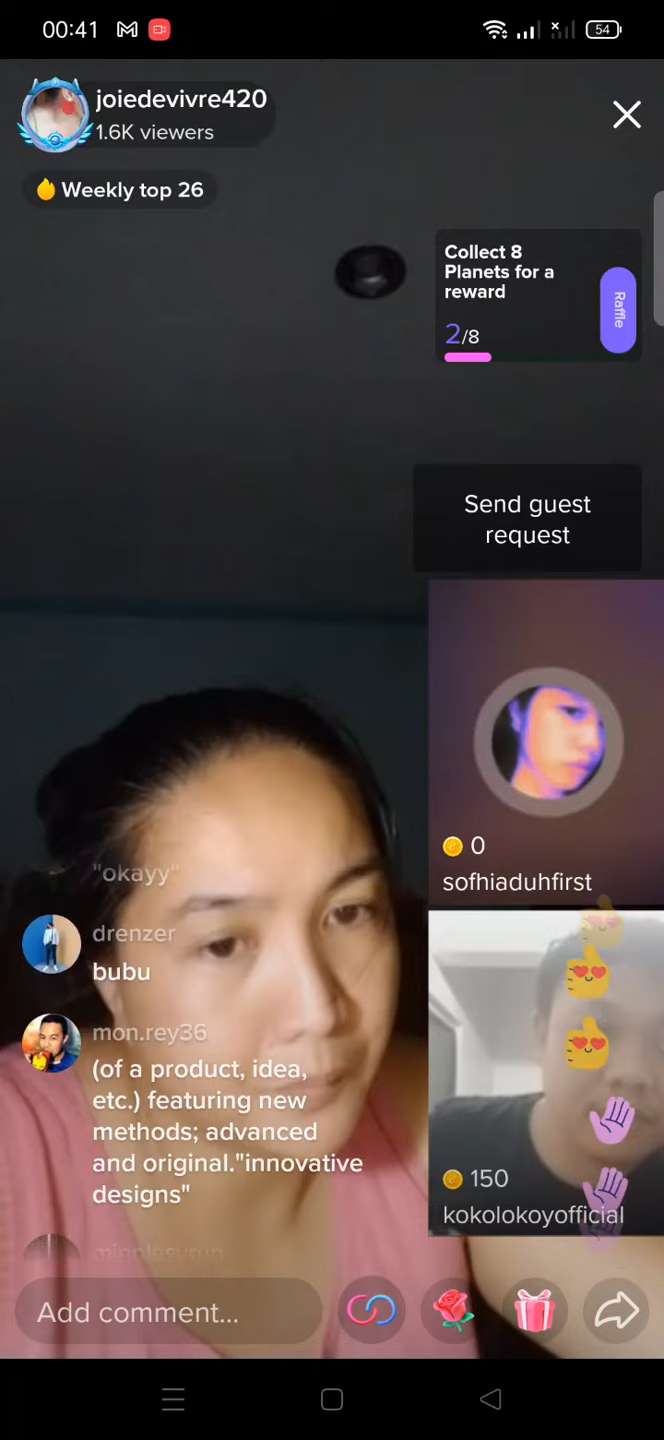 00:41
54
joiedevivre420
1.6K viewers
Weekly top 26
Collect 8
Planets for a
reward
Raffle
2/8
Send guest
request
0
sofhiaduhfirst
"okayy"
drenzer
bubu
mon.rey36
(of a product, idea,
etc.) featuring new
methods; advanced
and original."innovative
designs"
150
kokolokoyofficial
Add comment...